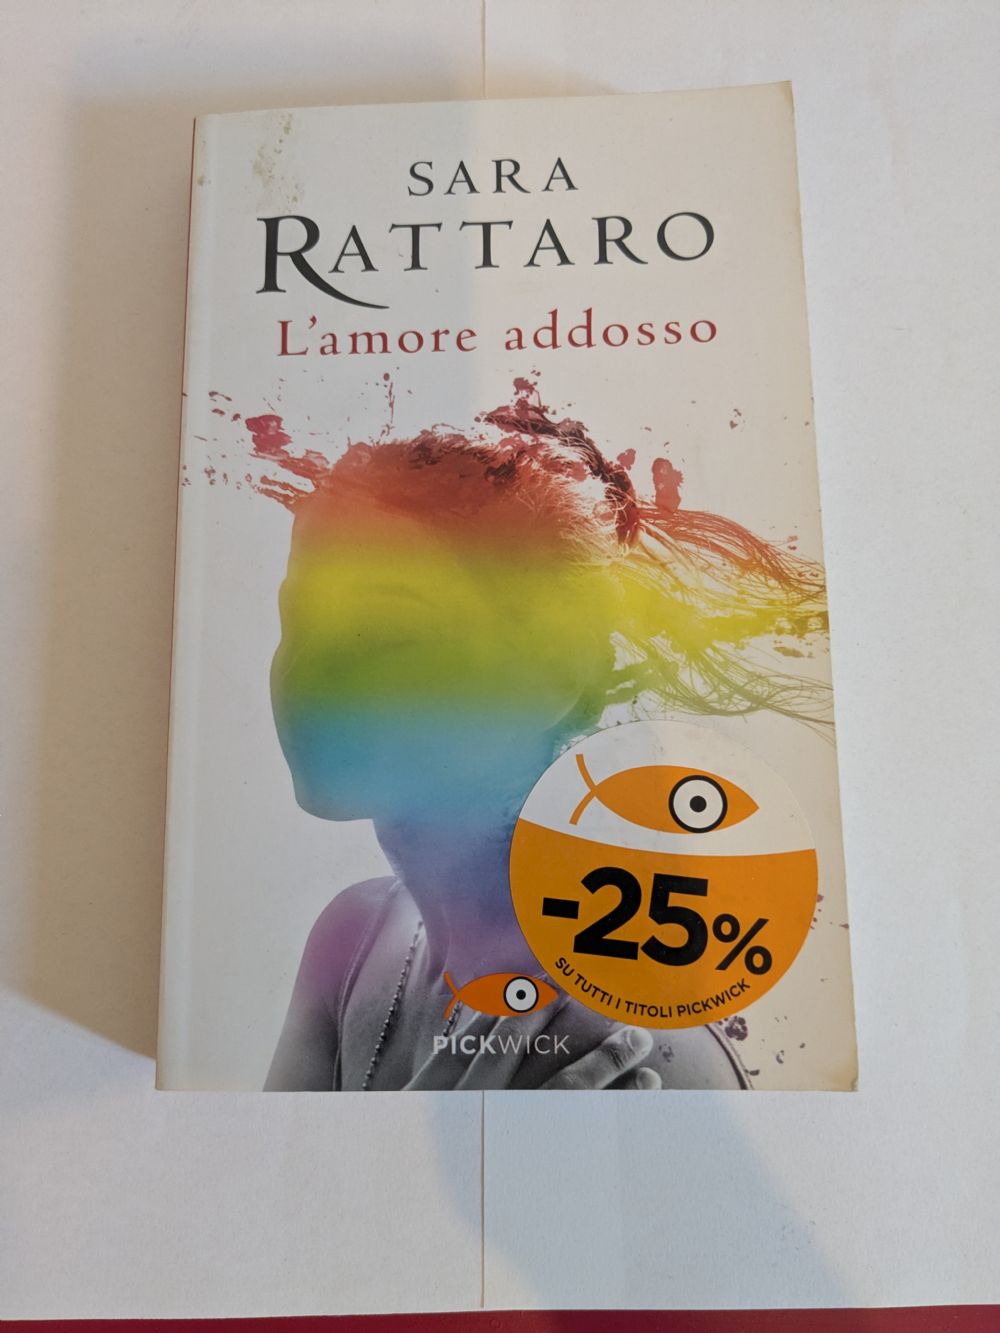 SARA
RATTARO
L'amore addosso
-25%
SU TUTTI I TITOLI PICKWICK
PICKWICK